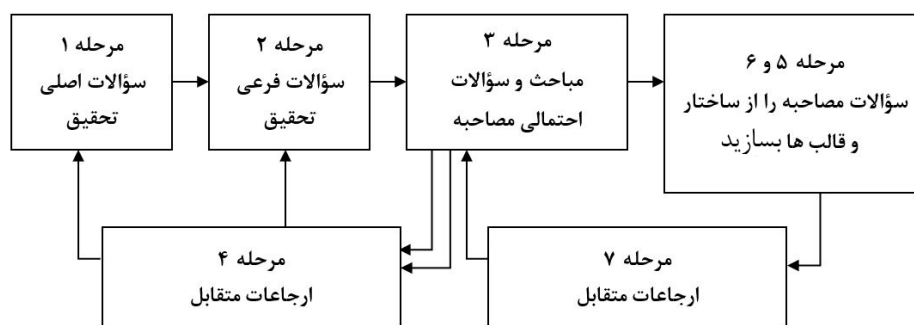 مرحله ۱
سؤالات اصلی
تحقیق
مرحله ۲
سؤالات فرعی
تحقیق
مرحله ۳
مباحث و سؤالات
احتمالی مصاحبه
مرحله ۵ و ۶
سؤالات مصاحبه را از ساختار
و قالب ها بسازید
مرحله ۴
ارجاعات متقابل
مرحله ۷
ارجاعات متقابل